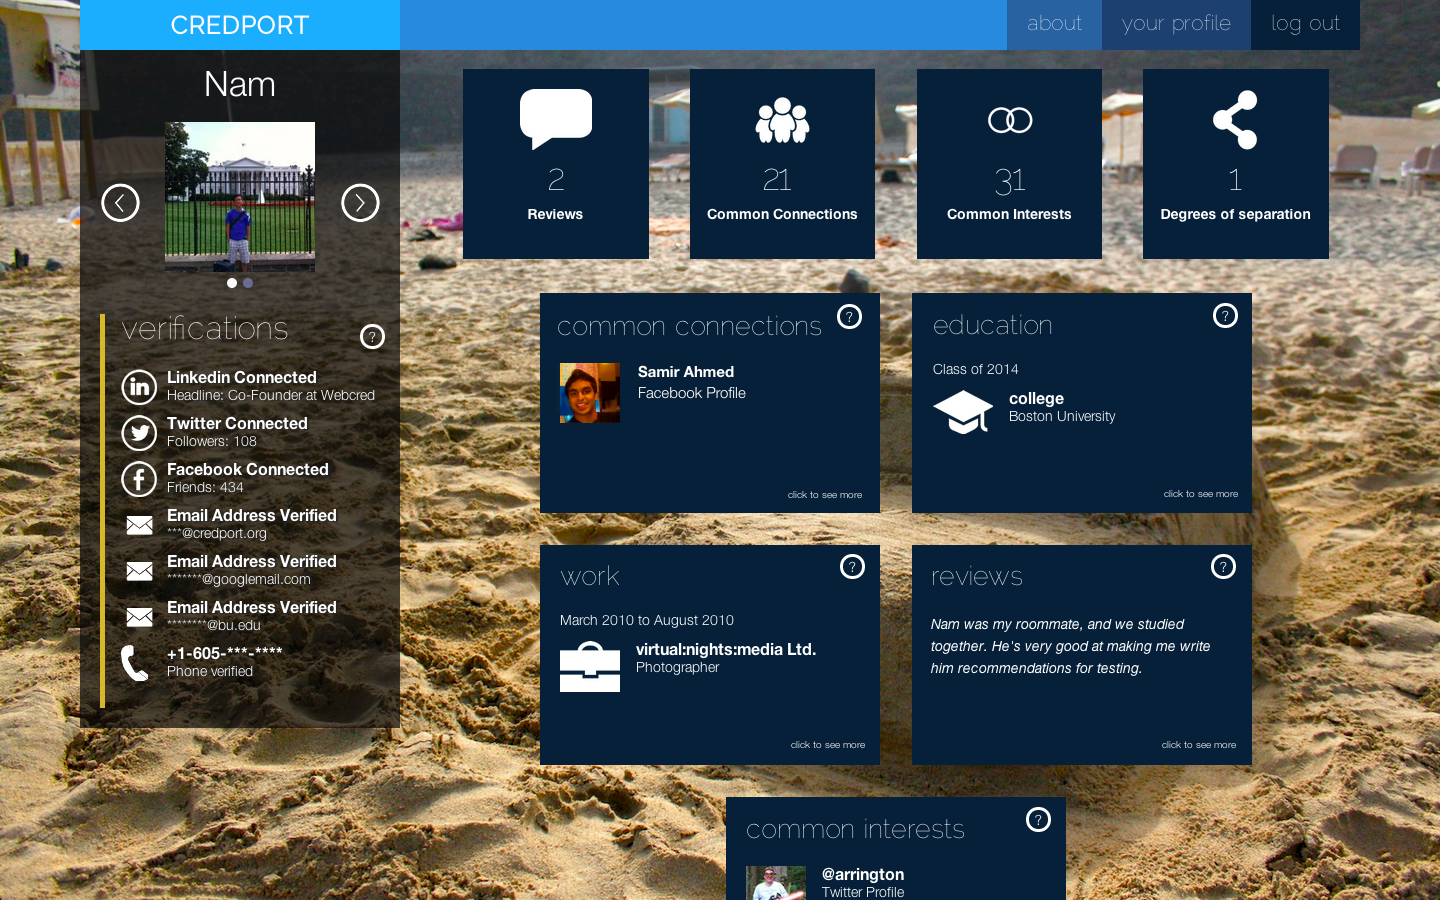 CREDPORT
about
your profile
log out
Nam
verifications
?
Linkedin Connected
Headline: Co-Founder at Webcred
Twitter Connected
Followers: 108
Facebook Connected
Friends: 434
Email Address Verified
***@credport.org
Email Address Verified
*******@googlemail.com
Email Address Verified
********@bu.edu
+1-605-***-****
Phone verified
2
Reviews
21
Common Connections
31
Common Interests
1
Degrees of separation
common connections
?
Samir Ahmed
Facebook Profile
click to see more
education
?
Class of 2014
college
Boston University
click to see more
work
?
March 2010 to August 2010
virtual:nights:media Ltd.
Photographer
click to see more
reviews
?
Nam was my roommate, and we studied
together. He's very good at making me write
him recommendations for testing.
click to see more
common interests
?
@arrington
Twitter Profile